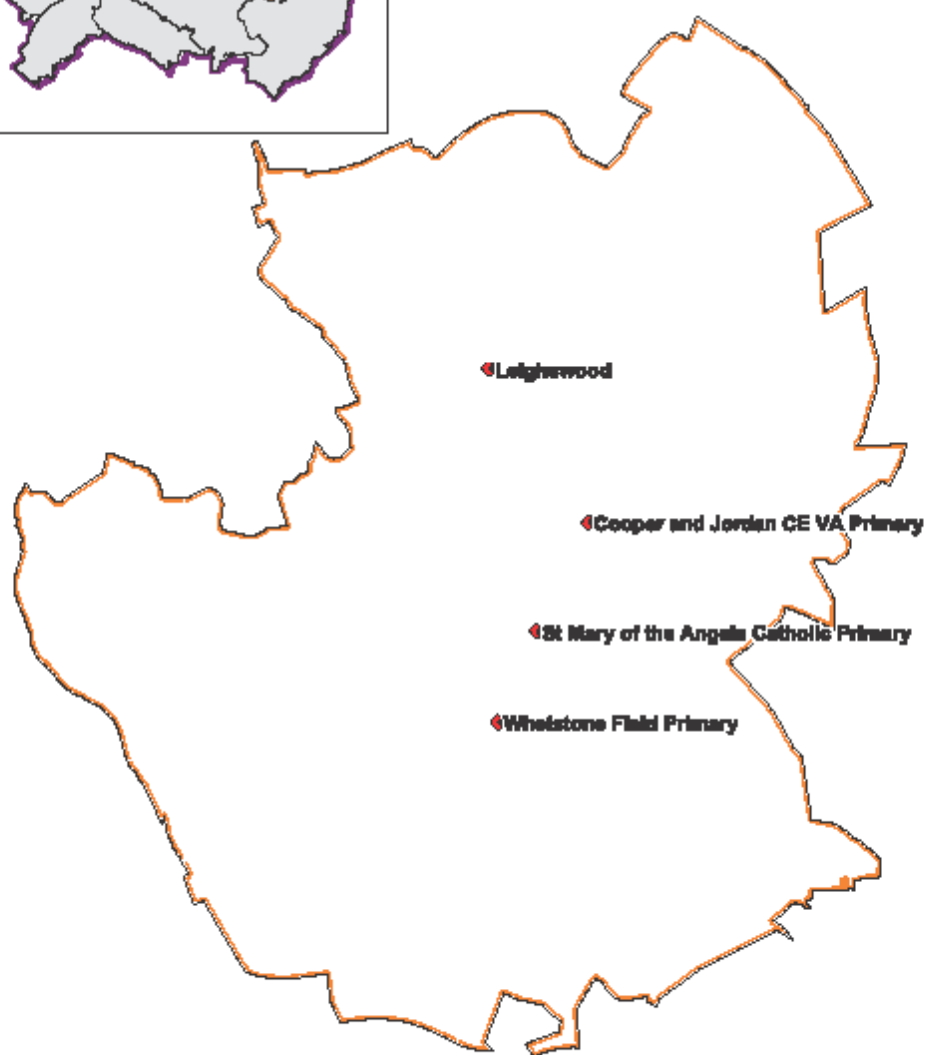 Leighswood
Cooper and Jordan CE VA Primary
St Mary of the Angels Catholic Primary
Whetstone Field Primary